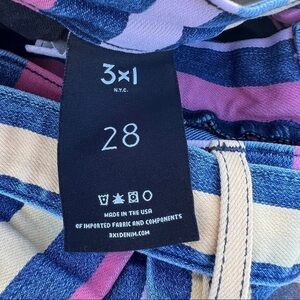 3x1
N.Y.C.
28
MADE IN THE USA
OF IMPORTED FABRIC AND COMPONENTS
3X1DENIM.COM